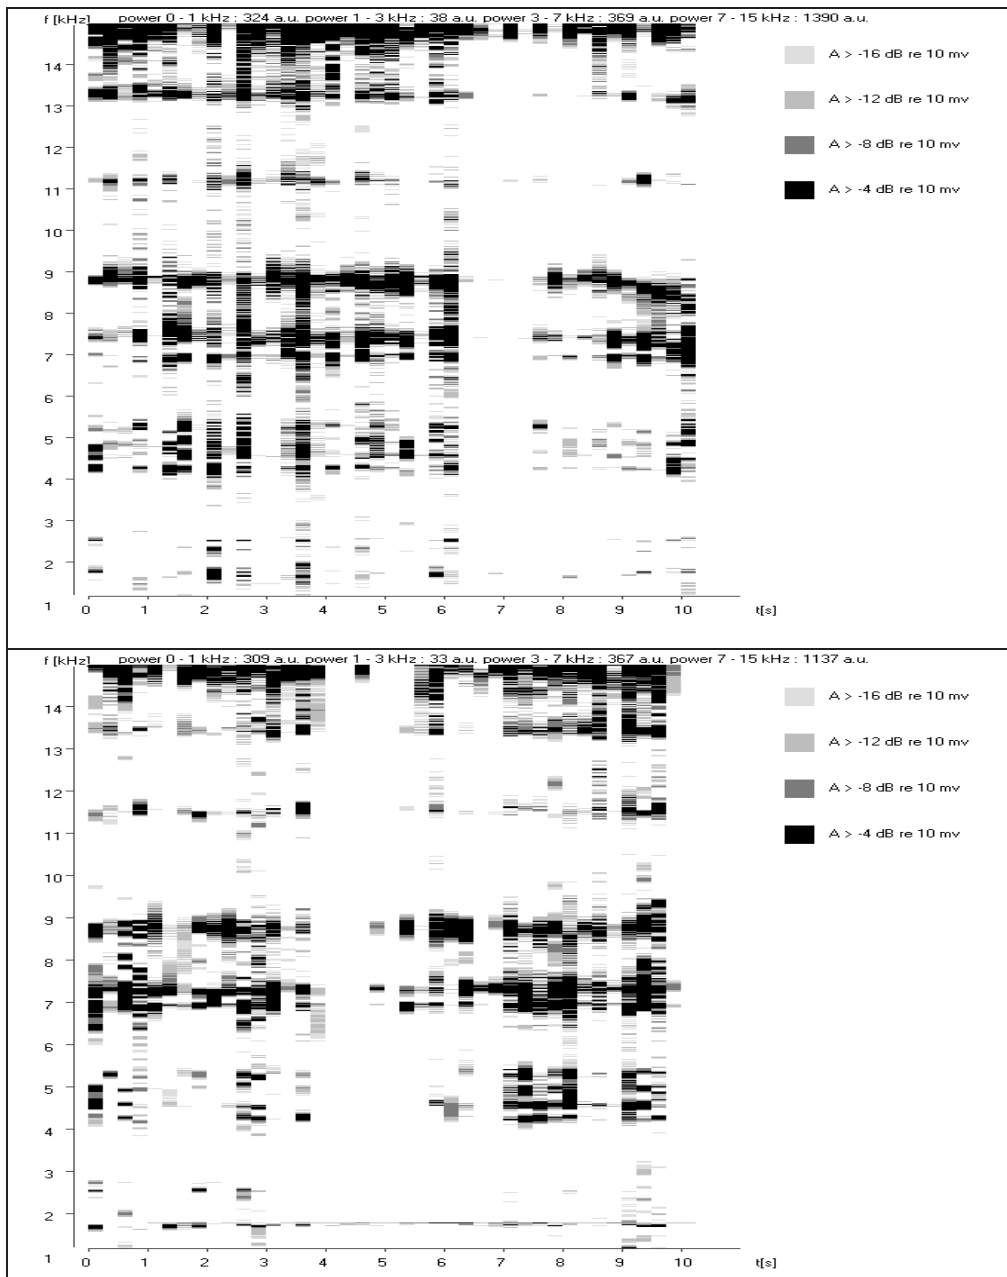 f [kHz] power 0 - 1 kHz : 324 a.u. power 1 - 3 kHz : 38 a.u. power 3 - 7 kHz : 369 a.u. power 7 - 15 kHz : 1390 a.u.
14
13
12
11
10
9
8
7
6
5
4
3
2
1
0 1 2 3 4 5 6 7 8 9 10 t[s]
A > -16 dB re 10 mv
A > -12 dB re 10 mv
A > -8 dB re 10 mv
A > -4 dB re 10 mv
f [kHz] power 0 - 1 kHz : 309 a.u. power 1 - 3 kHz : 33 a.u. power 3 - 7 kHz : 367 a.u. power 7 - 15 kHz : 1137 a.u.
14
13
12
11
10
9
8
7
6
5
4
3
2
1
0 1 2 3 4 5 6 7 8 9 10 t[s]
A > -16 dB re 10 mv
A > -12 dB re 10 mv
A > -8 dB re 10 mv
A > -4 dB re 10 mv